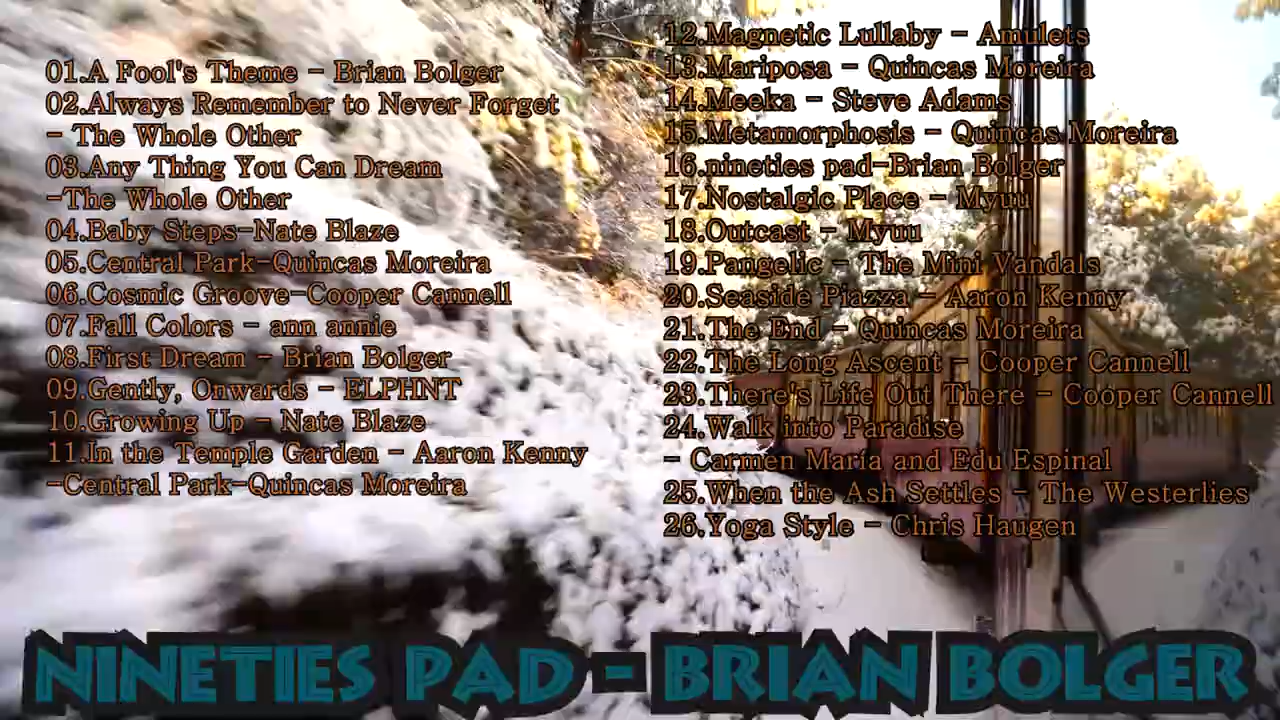 01.A Fool's Theme - Brian Bolger
02.Always Remember to Never Forget
- The Whole Other
03.Any Thing You Can Dream
-The Whole Other
04.Baby Steps-Nate Blaze
05.Central Park-Quincas Moreira
06.Cosmic Groove-Cooper Cannell
07.Fall Colors - ann annie
08.First Dream - Brian Bolger
09.Gently, Onwards - ELPHNT
10.Growing Up - Nate Blaze
11.In the Temple Garden - Aaron Kenny
-Central Park-Quincas Moreira
12.Magnetic Lullaby - Amulets
13.Mariposa - Quincas Moreira
14.Meeka - Steve Adams
15.Metamorphosis - Quincas Moreira
16.nineties pad-Brian Bolger
17.Nostalgic Place - Myuu
18.Outcast - Myuu
19.Pangelic - The Mini Vandals
20.Seaside Piazza - Aaron Kenny
21.The End - Quincas Moreira
22.The Long Ascent - Cooper Cannell
23.There's Life Out There - Cooper Cannell
24.Walk into Paradise
- Carmen María and Edu Espinal
25.When the Ash Settles - The Westerlies
26.Yoga Style - Chris Haugen
NINETIES PAD - BRIAN BOLGER